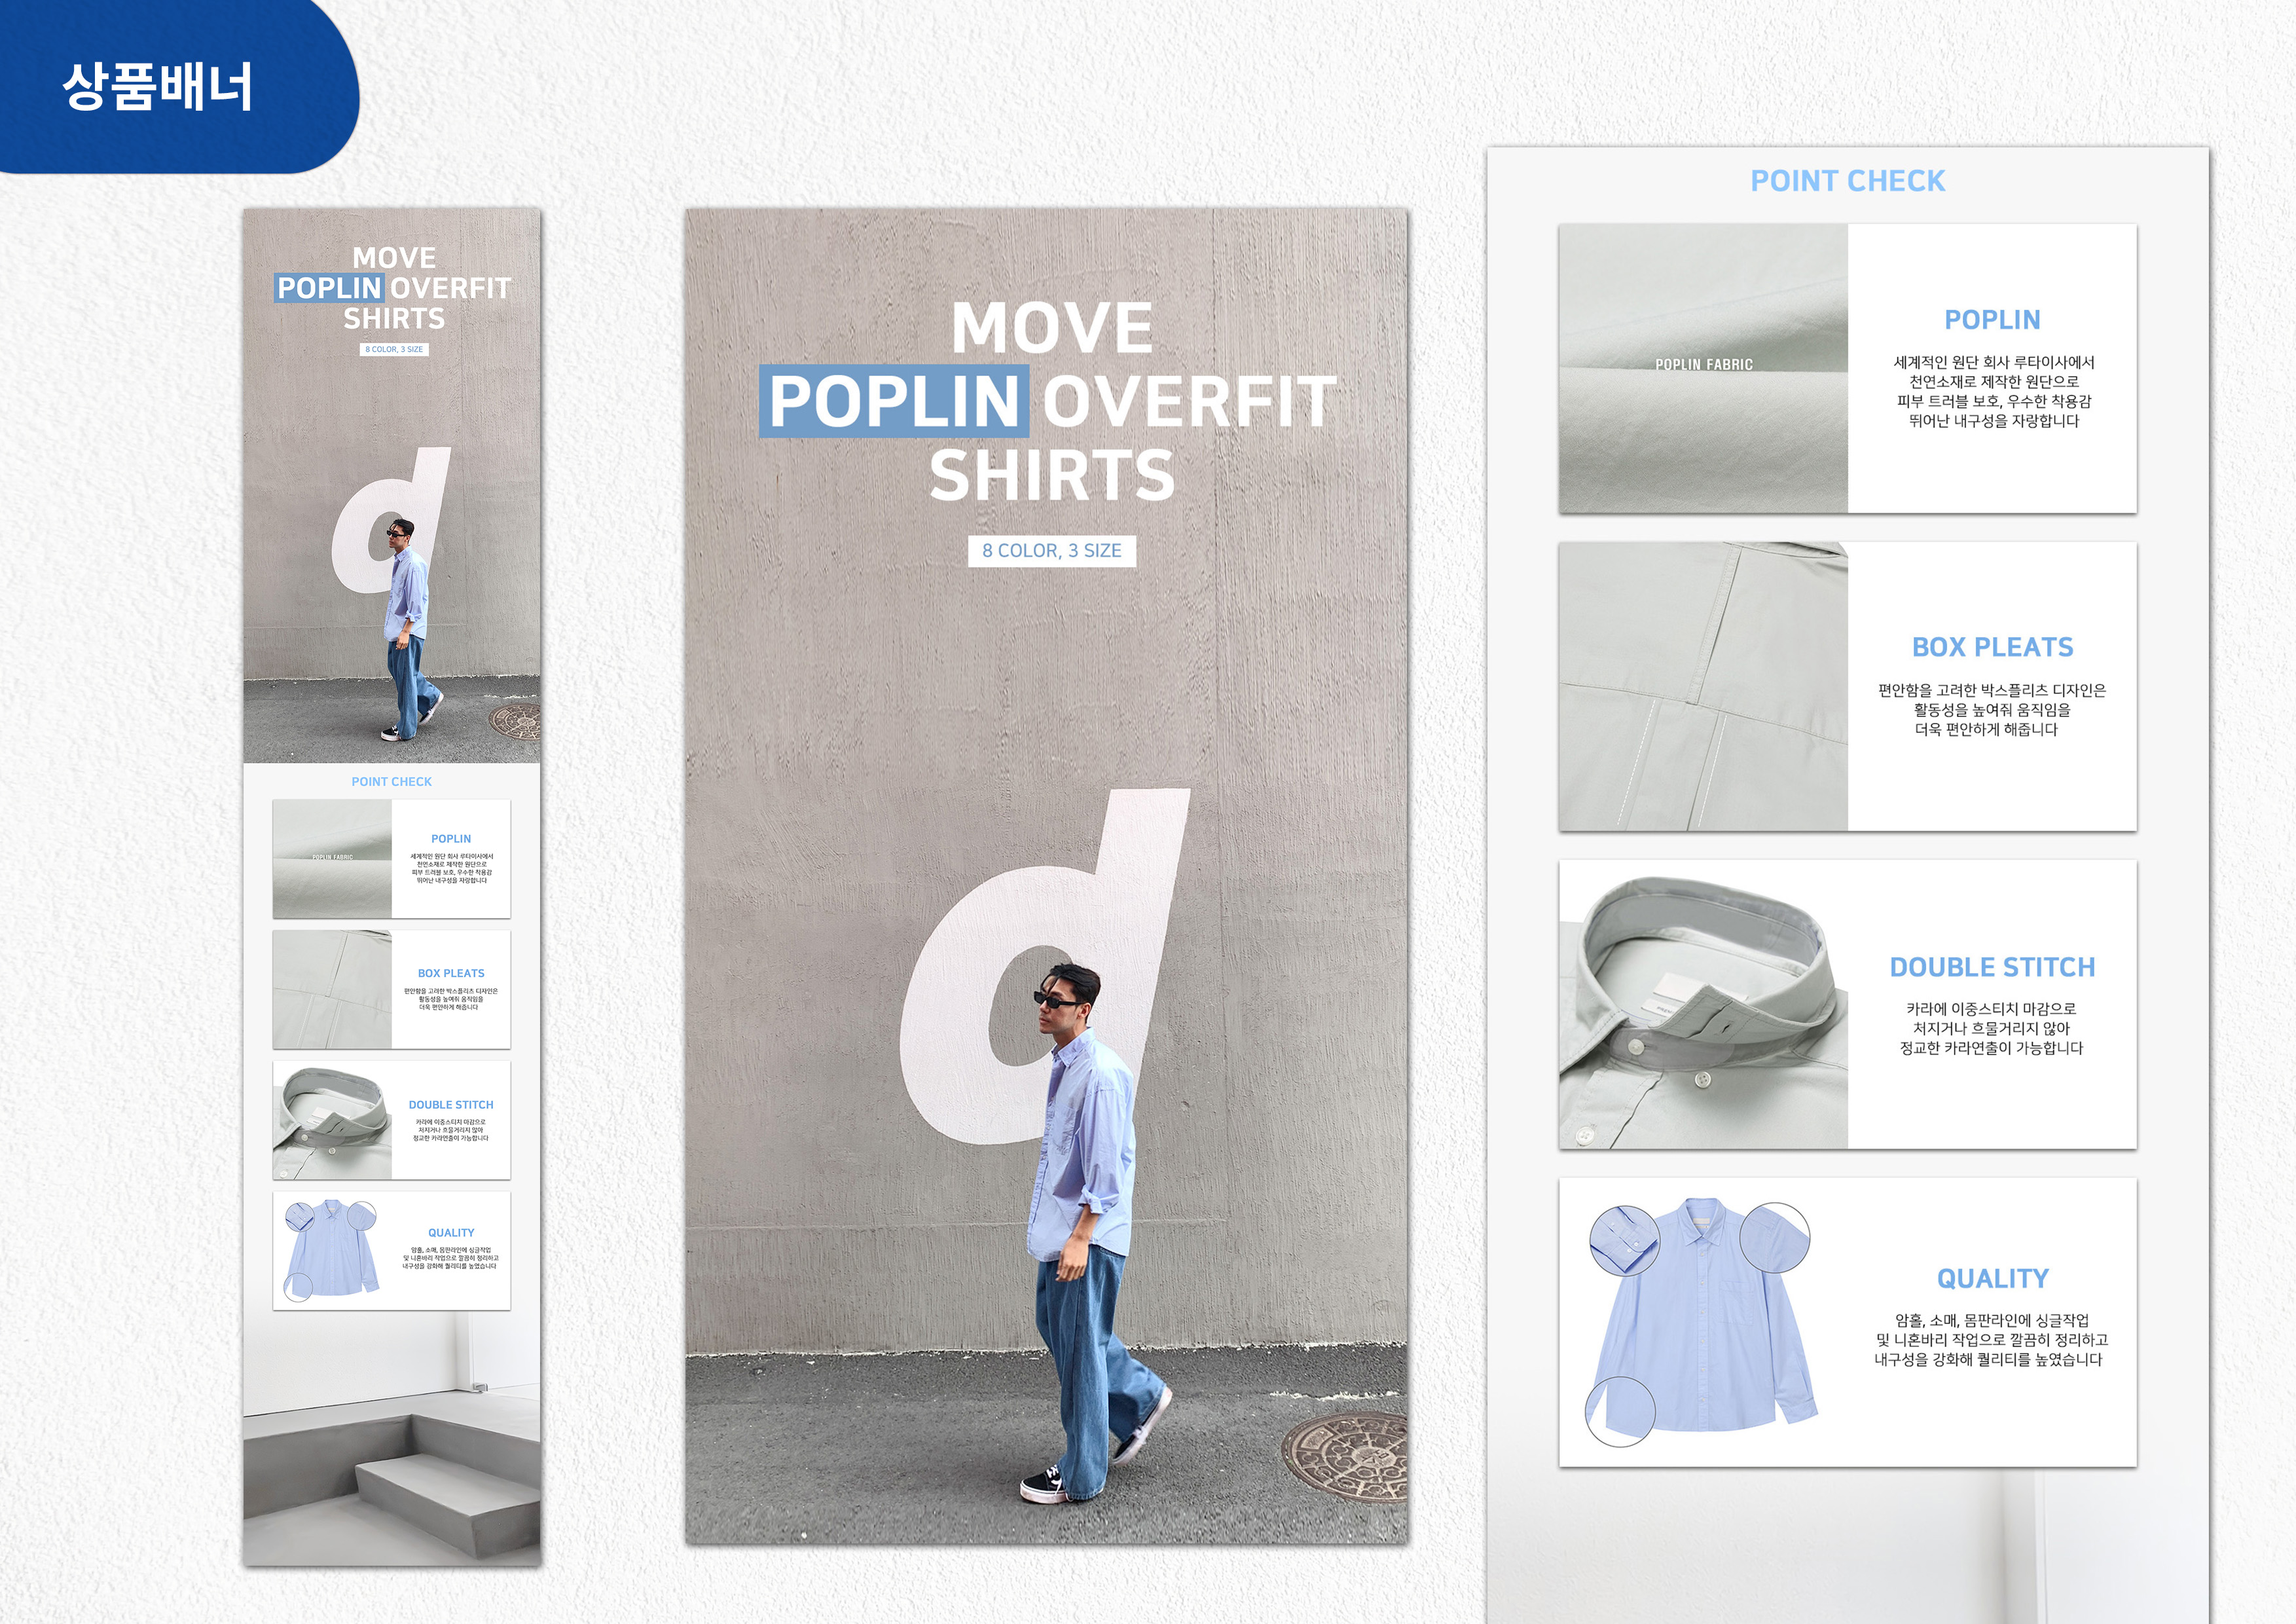 상품배너
MOVE
POPLIN OVERFIT
SHIRTS
8 COLOR, 3 SIZE
d
POINT CHECK
POPLIN FABRIC
POPLIN
세계적인 원단 회사 루타이사에서
천연소재로 제작한 원단으로
피부 트러블 보호, 우수한 착용감
뛰어난 내구성을 자랑합니다
BOX PLEATS
편안함을 고려한 박스플리츠 디자인은
활동성을 높여줘 움직임을
더욱 편안하게 해줍니다
DOUBLE STITCH
카라에 이중스티치 마감으로
처지거나 흐물거리지 않아
정교한 카라연출이 가능합니다
QUALITY
암홀, 소매, 몸판라인에 싱글작업
및 니혼바리 작업으로 깔끔히 정리하고
내구성을 강화해 퀄리티를 높였습니다
MOVE
POPLIN OVERFIT
SHIRTS
8 COLOR, 3 SIZE
d
POINT CHECK
POPLIN FABRIC
POPLIN
세계적인 원단 회사 루타이사에서
천연소재로 제작한 원단으로
피부 트러블 보호, 우수한 착용감
뛰어난 내구성을 자랑합니다
BOX PLEATS
편안함을 고려한 박스플리츠 디자인은
활동성을 높여줘 움직임을
더욱 편안하게 해줍니다
DOUBLE STITCH
카라에 이중스티치 마감으로
처지거나 흐물거리지 않아
정교한 카라연출이 가능합니다
QUALITY
암홀, 소매, 몸판라인에 싱글작업
및 니혼바리 작업으로 깔끔히 정리하고
내구성을 강화해 퀄리티를 높였습니다